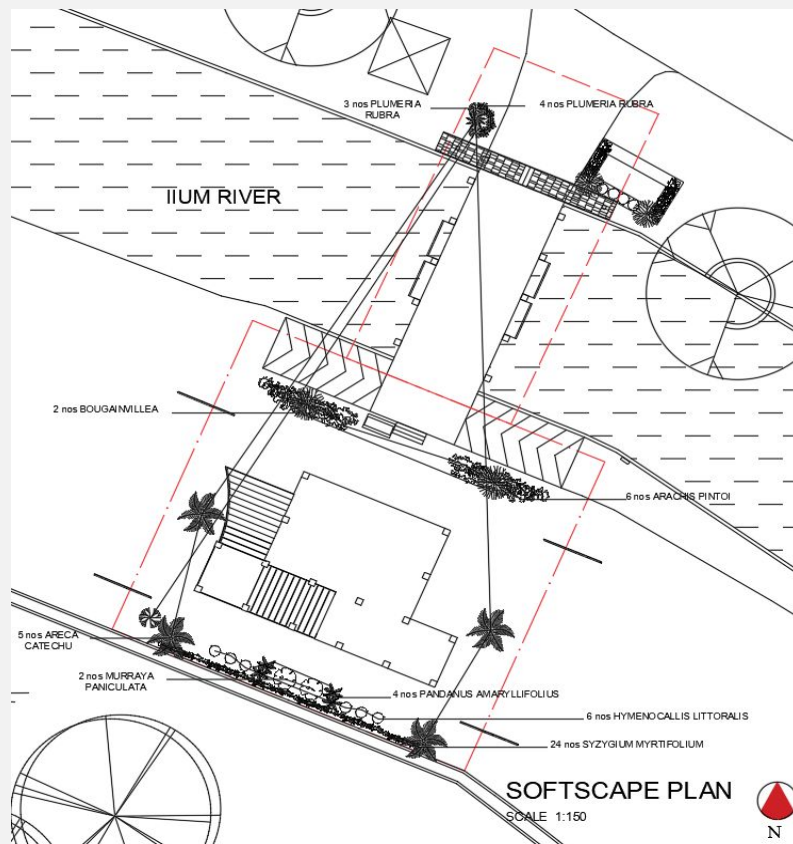 3 nos PLUMERIA
RUBRA
4 nos PLUMERIA RUBRA
IIUM RIVER
2 nos BOUGAINVILLEA
6 nos ARACHIS PINTOI
5 nos ARECA
CATECHU
2 nos MURRAYA
PANICULATA
4 nos PANDANUS AMARYLLIFOLIUS
6 nos HYMENOCALLIS LITTORALIS
24 nos SYZYGIUM MYRTIFOLIUM
SOFTSCAPE PLAN
SCALE 1:150
N